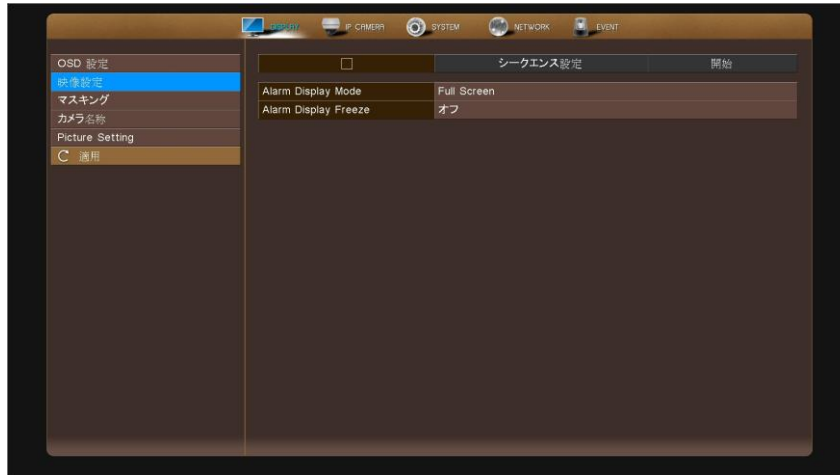 DISPLAY IP CAMERA SYSTEM NETWORK EVENT
OSD 設定
映像設定
マスキング
カメラ名称
Picture Setting
適用
シークエンス設定 開始
Alarm Display Mode Full Screen
Alarm Display Freeze オフ